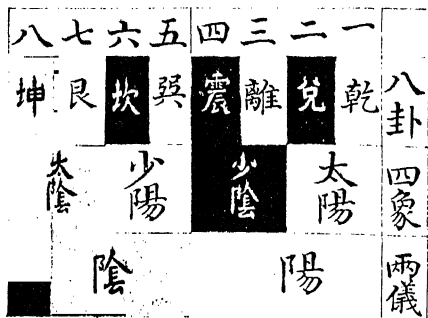 八七六五四三二一
坤艮坎巽震離兌乾 八卦
太陰 少陽 少陰 太陽 四象
陰 陽 兩儀